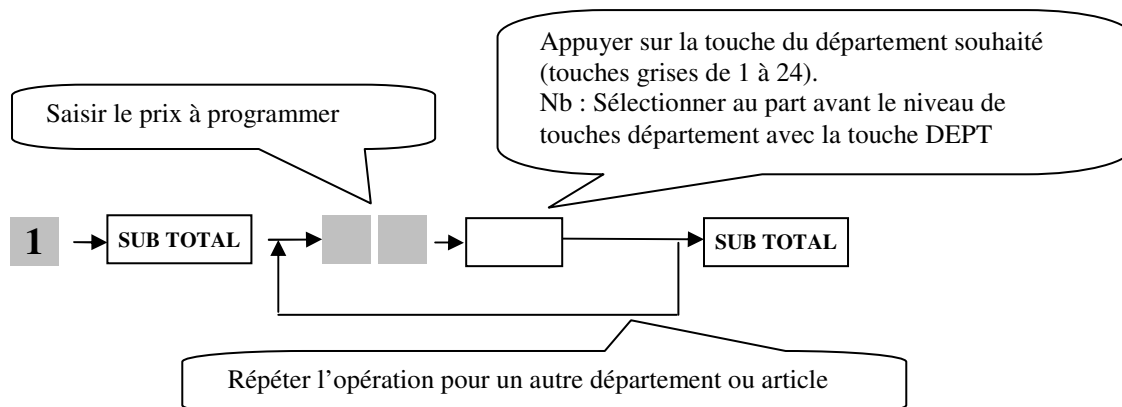 Appuyer sur la touche du département souhaité
(touches grises de 1 à 24).
Nb : Sélectionner au part avant le niveau de
touches département avec la touche DEPT
Saisir le prix à programmer
1 SUB TOTAL SUB TOTAL
Répéter l’opération pour un autre département ou article